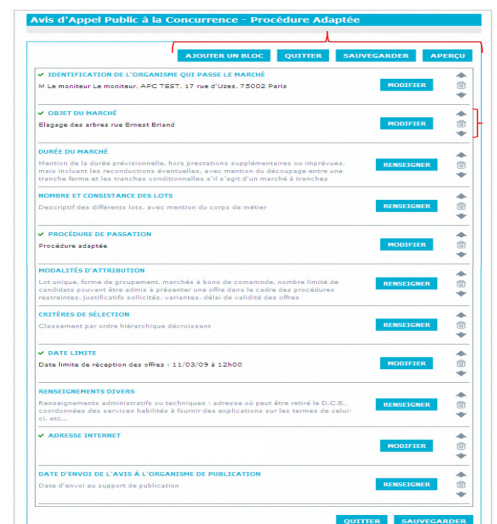 Avis d'Appel Public à la Concurrence - Procédure Adaptée
AJOUTER UN BLOC QUITTER SAUVEGARDER APERÇU
IDENTIFICATION DE L'ORGANISME QUI PASSE LE MARCHÉ
M Le moniteur Le moniteur, APC TEST, 17 rue d'Uzes, 75002 Paris
MODIFIER
OBJET DU MARCHÉ
Elagage des arbres rue Ernest Briand
MODIFIER
DURÉE DU MARCHÉ
Mention de la durée prévisionnelle, hors prestations supplémentaires ou imprévues,
mais incluant les reconductions éventuelles, avec mention du découpage entre une
tranche ferme et les tranches conditionnelles s'il s'agit d'un marché à tranches
RENSEIGNER
NOMBRE ET CONSISTANCE DES LOTS
Descriptif des différents lots, avec mention du corps de métier
RENSEIGNER
PROCÉDURE DE PASSATION
Procédure adaptée
MODIFIER
MODALITÉS D'ATTRIBUTION
Lot unique, forme de groupement, marchés à bons de comamnde, nombre limité de
candidats pouvant être admis à présenter une offre dans le cadre des procédures
restreintes, justificatifs sollicités, variantes, délai de validité des offres
RENSEIGNER
CRITÈRES DE SÉLECTION
Classement par ordre hiérarchique décroissant
RENSEIGNER
DATE LIMITE
Date limite de réception des offres : 11/03/09 à 12h00
MODIFIER
RENSEIGNEMENTS DIVERS
Renseignements administratifs ou techniques : adresse où peut être retiré le D.C.E.,
coordonnées des services habilités à fournir des explications sur les termes de celui-
ci, etc...
RENSEIGNER
ADRESSE INTERNET
MODIFIER
DATE D'ENVOI DE L'AVIS À L'ORGANISME DE PUBLICATION
Date d'envoi au support de publication
RENSEIGNER
QUITTER SAUVEGARDER